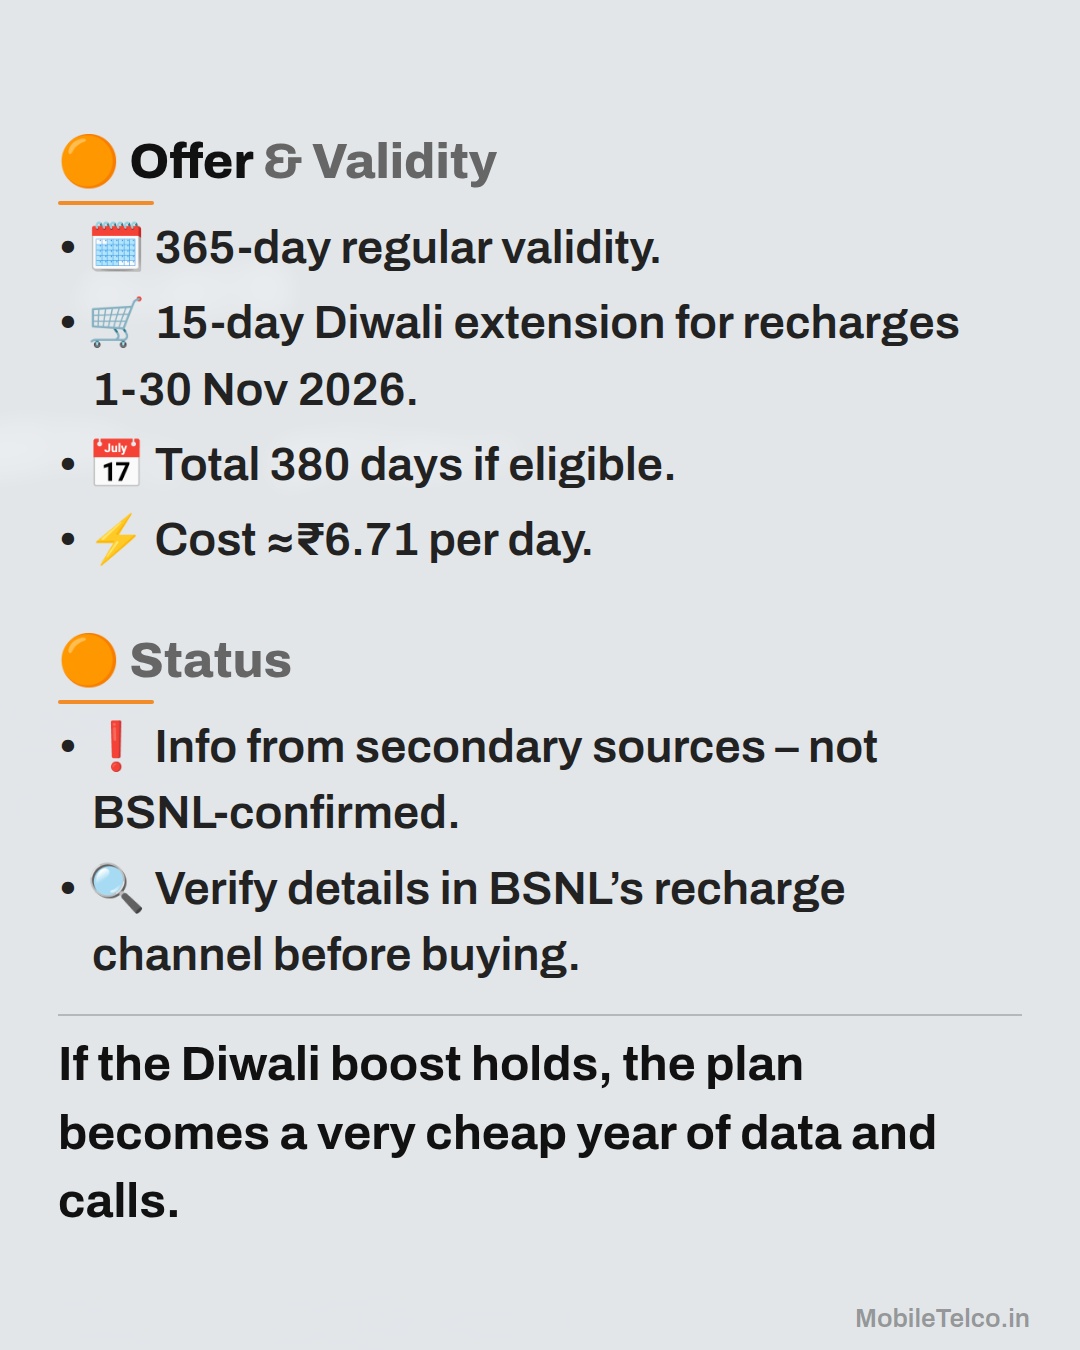 🟠 Offer & Validity
• 🗓️ 365-day regular validity.
• 🛒 15-day Diwali extension for recharges
1-30 Nov 2026.
• 📅 Total 380 days if eligible.
• ⚡ Cost ≈₹6.71 per day.
🟠 Status
• ❗ Info from secondary sources – not
BSNL-confirmed.
• 🔍 Verify details in BSNL’s recharge
channel before buying.
If the Diwali boost holds, the plan
becomes a very cheap year of data and
calls.
MobileTelco.in